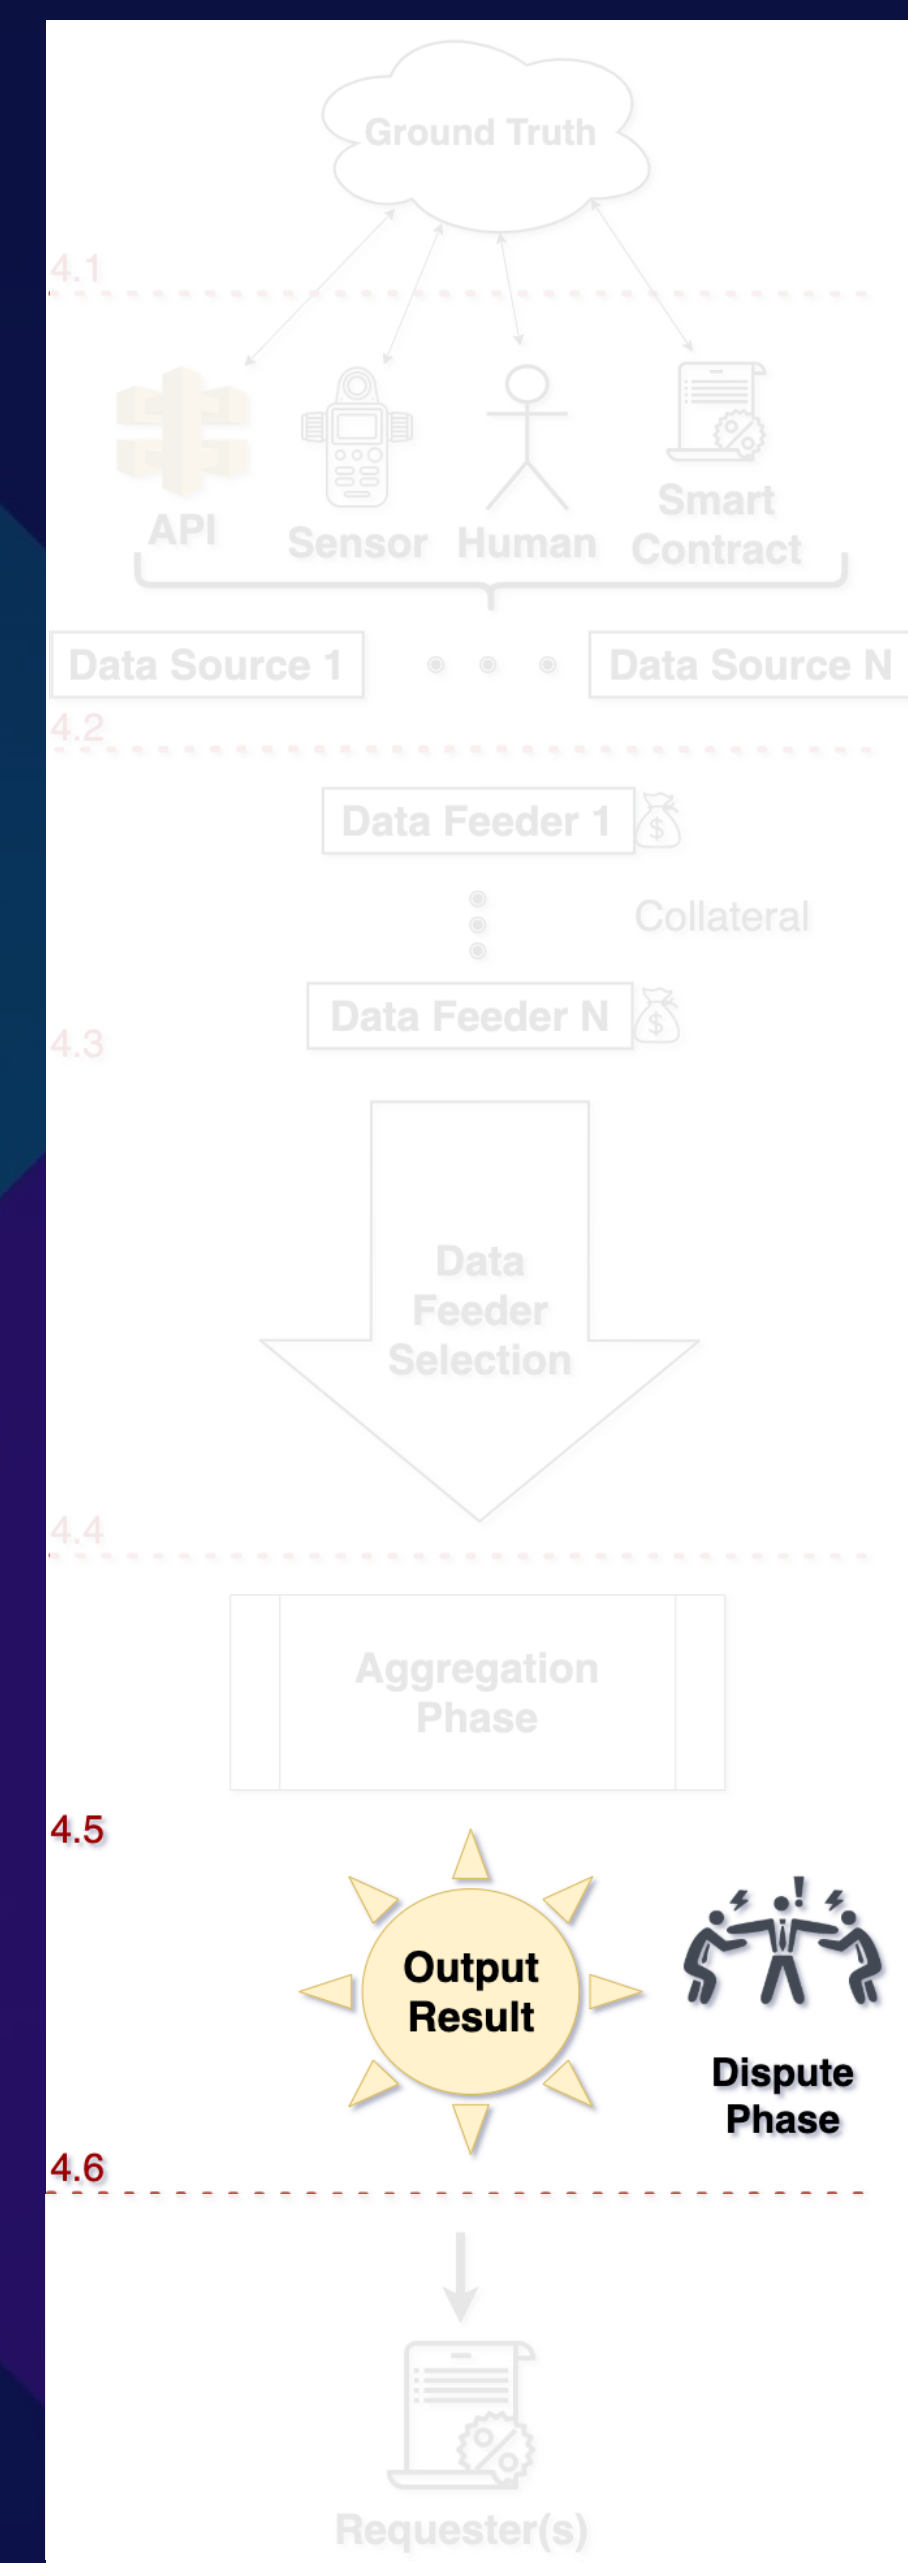 Ground Truth
4.1
API
Sensor
Human
Smart
Contract
Data Source 1
Data Source N
4.2
Data Feeder 1
$
Collateral
Data Feeder N
$
4.3
Data
Feeder
Selection
4.4
Aggregation
Phase
4.5
Output
Result
!
Dispute
Phase
4.6
Requester(s)